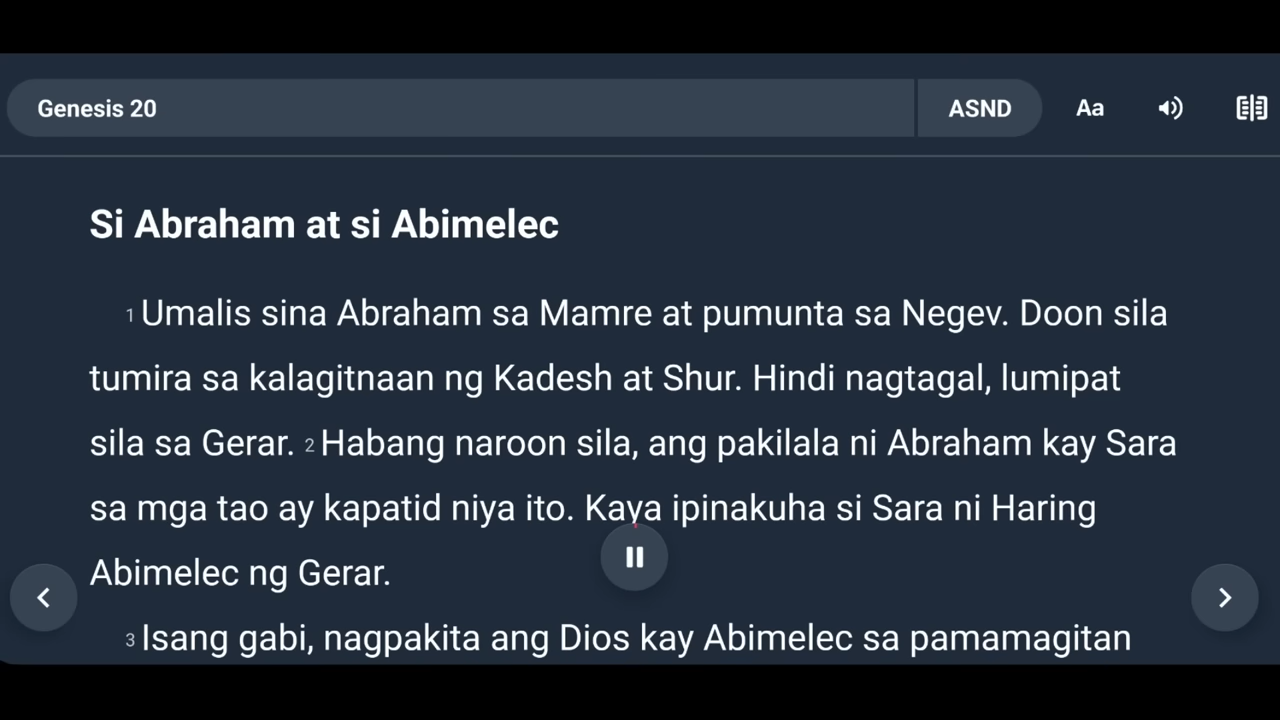 Genesis 20
ASND
Aa
Si Abraham at si Abimelec
1 Umalis sina Abraham sa Mamre at pumunta sa Negev. Doon sila
tumira sa kalagitnaan ng Kadesh at Shur. Hindi nagtagal, lumipat
sila sa Gerar. 2 Habang naroon sila, ang pakilala ni Abraham kay Sara
sa mga tao ay kapatid niya ito. Kaya ipinakuha si Sara ni Haring
Abimelec ng Gerar.
3 Isang gabi, nagpakita ang Dios kay Abimelec sa pamamagitan